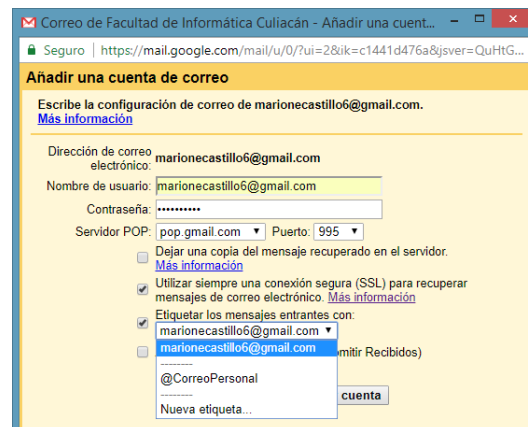 Correo de Facultad de Informática Culiacán - Añadir una cuent...
Seguro | https://mail.google.com/mail/u/0/?ui=2&ik=c1441d476a&jsver=QuHtG...
Añadir una cuenta de correo
Escribe la configuración de correo de marionecastillo6@gmail.com.
Más información
Dirección de correo
electrónico: marionecastillo6@gmail.com
Nombre de usuario: marionecastillo6@gmail.com
Contraseña: ••••••••••
Servidor POP: pop.gmail.com Puerto: 995
Dejar una copia del mensaje recuperado en el servidor.
Más información
Utilizar siempre una conexión segura (SSL) para recuperar
mensajes de correo electrónico. Más información
Etiquetar los mensajes entrantes con:
marionecastillo6@gmail.com
marionecastillo6@gmail.com
Recibidos)
--------
@CorreoPersonal
--------
cuenta
Nueva etiqueta...